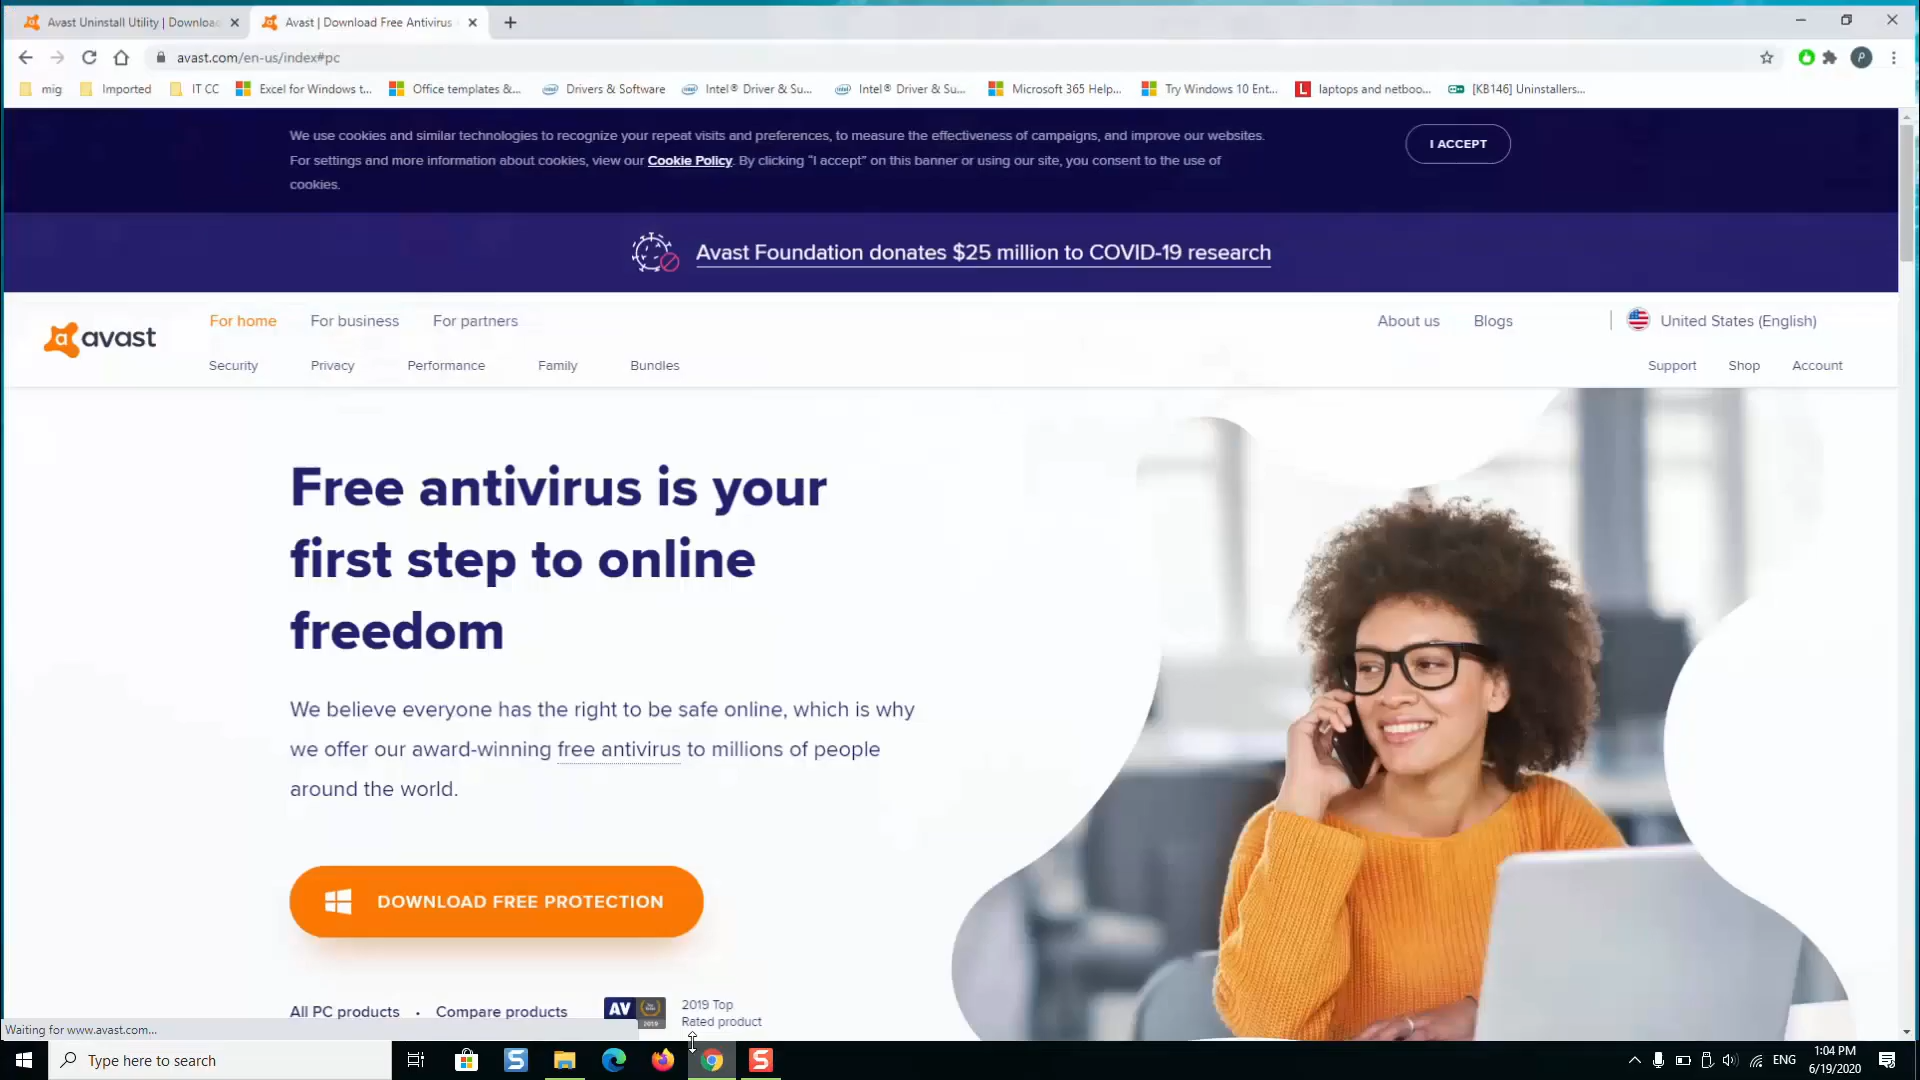 Avast Uninstall Utility | Downloa
Avast | Download Free Antivirus
avast.com/en-us/index#pc
mig
Imported
IT CC
Excel for Windows t...
Office templates &...
Drivers & Software
Intel® Driver & Su...
Intel® Driver & Su...
Microsoft 365 Help...
Try Windows 10 Ent...
L
laptops and netboo...
[KB146] Uninstallers...
P
We use cookies and similar technologies to recognize your repeat visits and preferences, to measure the effectiveness of campaigns, and improve our websites.
For settings and more information about cookies, view our Cookie Policy. By clicking "I accept" on this banner or using our site, you consent to the use of
cookies.
I ACCEPT
Avast Foundation donates $25 million to COVID-19 research
avast
For home
For business
For partners
About us
Blogs
United States (English)
Security
Privacy
Performance
Family
Bundles
Support
Shop
Account
Free antivirus is your
first step to online
freedom
We believe everyone has the right to be safe online, which is why
we offer our award-winning free antivirus to millions of people
around the world.
DOWNLOAD FREE PROTECTION
All PC products • Compare products
AV
2019
2019 Top
Rated product
Waiting for www.avast.com...
Type here to search
S
S
ENG
1:04 PM
6/19/2020